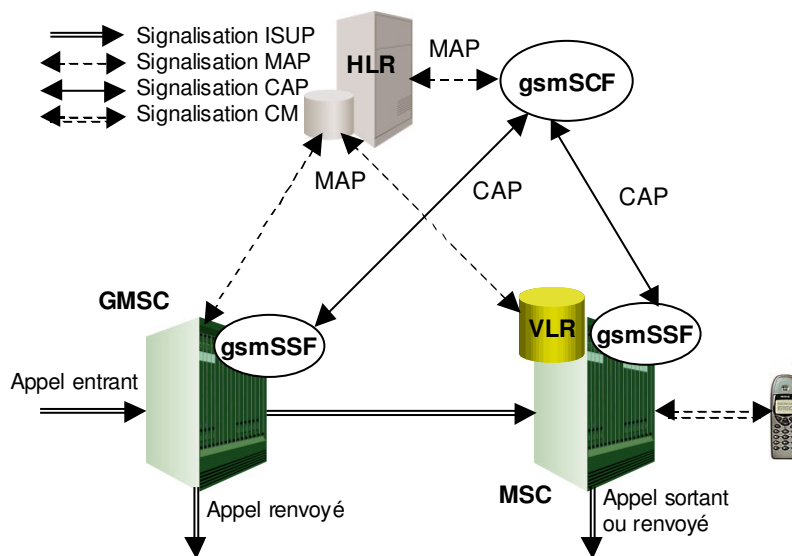 Signalisation ISUP
Signalisation MAP
Signalisation CAP
Signalisation CM
HLR
MAP
gsmSCF
MAP
CAP
CAP
GMSC
gsmSSF
VLR
gsmSSF
Appel entrant
MSC
Appel renvoyé
Appel sortant
ou renvoyé